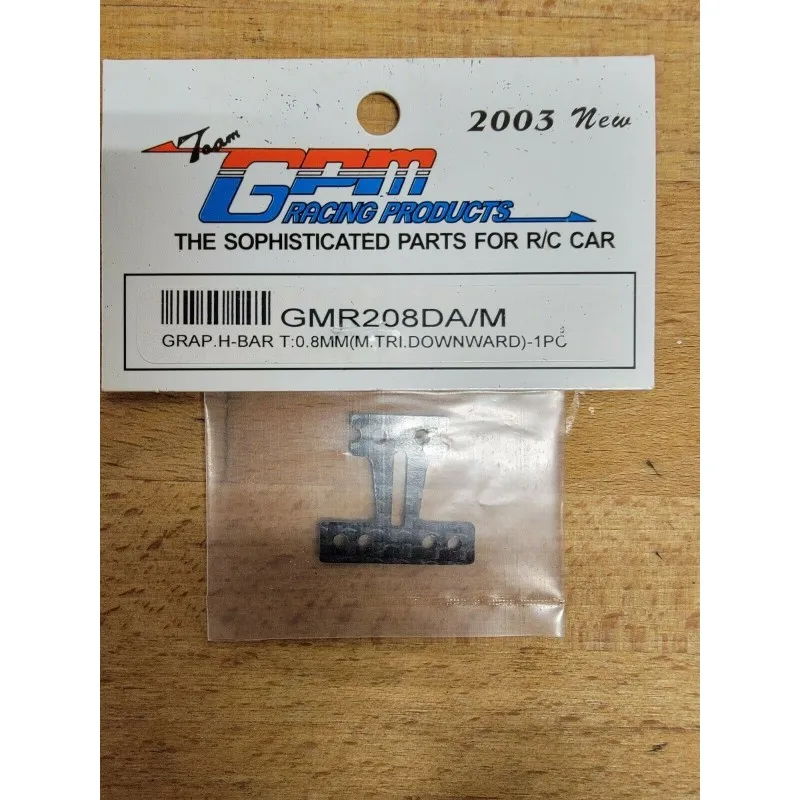 2003 New
Team
GPM
RACING PRODUCTS
THE SOPHISTICATED PARTS FOR R/C CAR
GMR208DA/M
GRAP.H-BAR T:0.8MM(M.TRI.DOWNWARD)-1PC